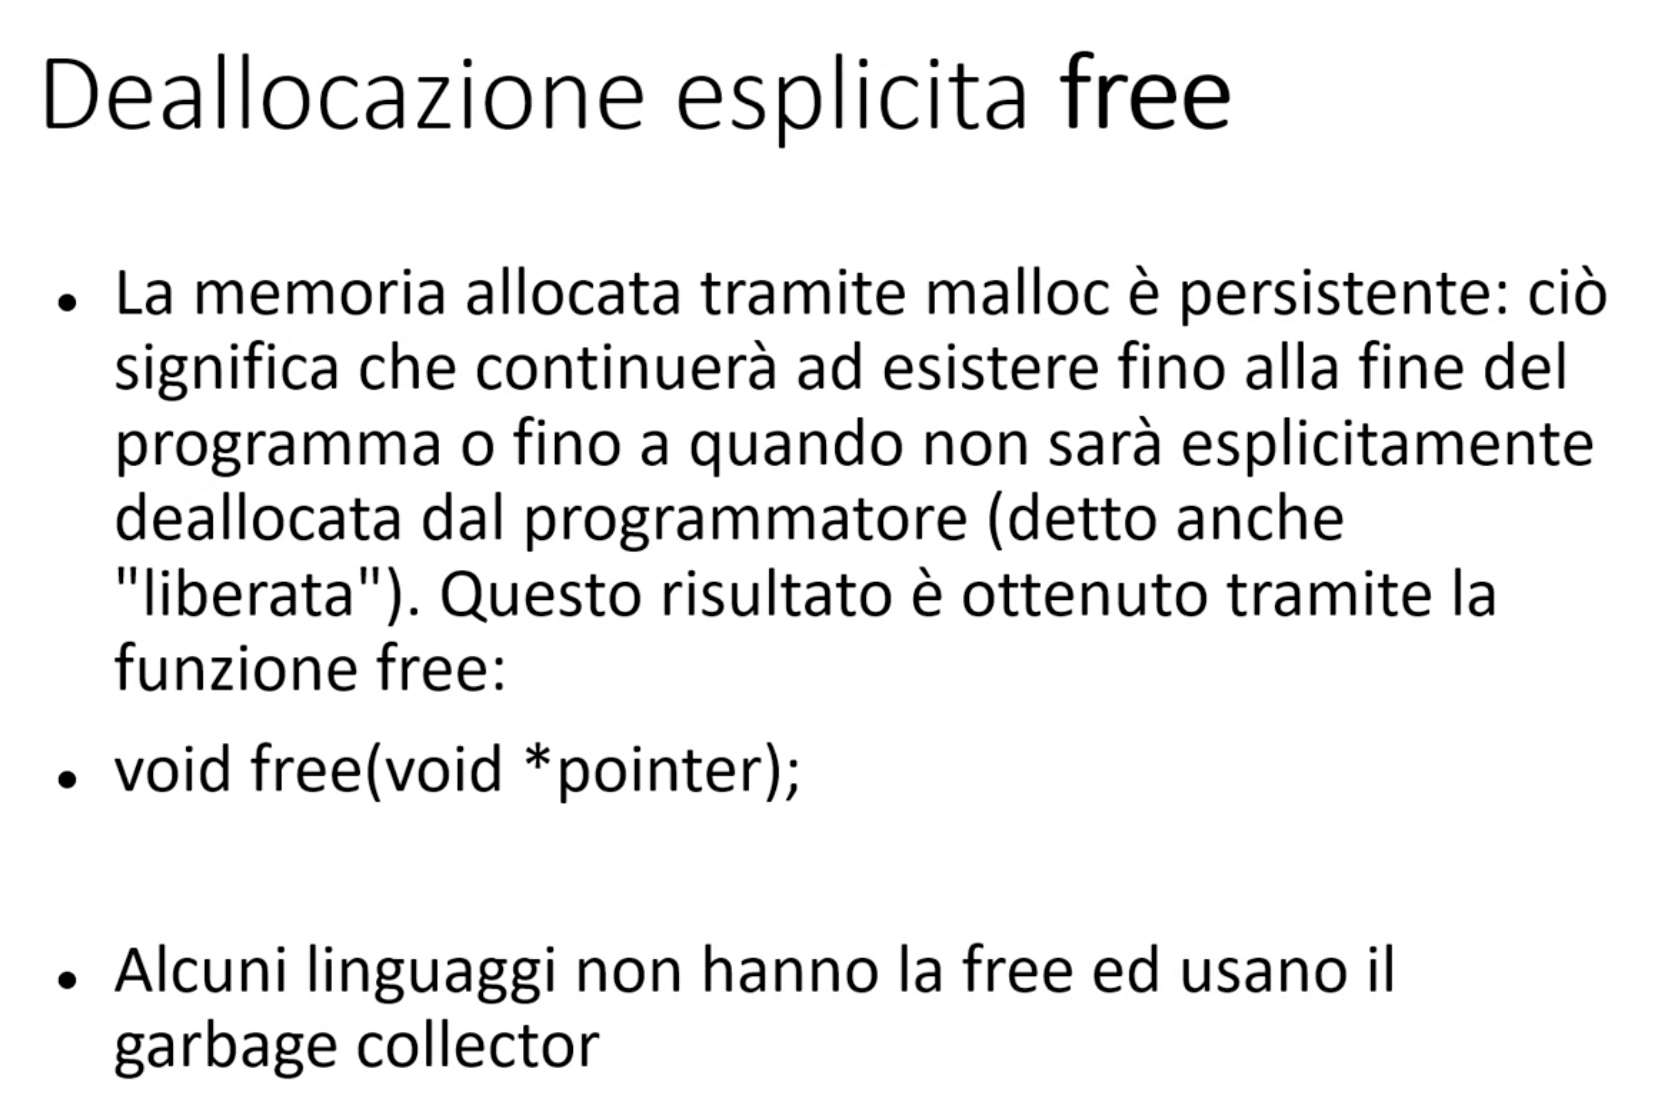 Deallocazione esplicita free
• La memoria allocata tramite malloc è persistente: ciò
significa che continuerà ad esistere fino alla fine del
programma o fino a quando non sarà esplicitamente
deallocata dal programmatore (detto anche
"liberata"). Questo risultato è ottenuto tramite la
funzione free:
• void free(void *pointer);
• Alcuni linguaggi non hanno la free ed usano il
garbage collector